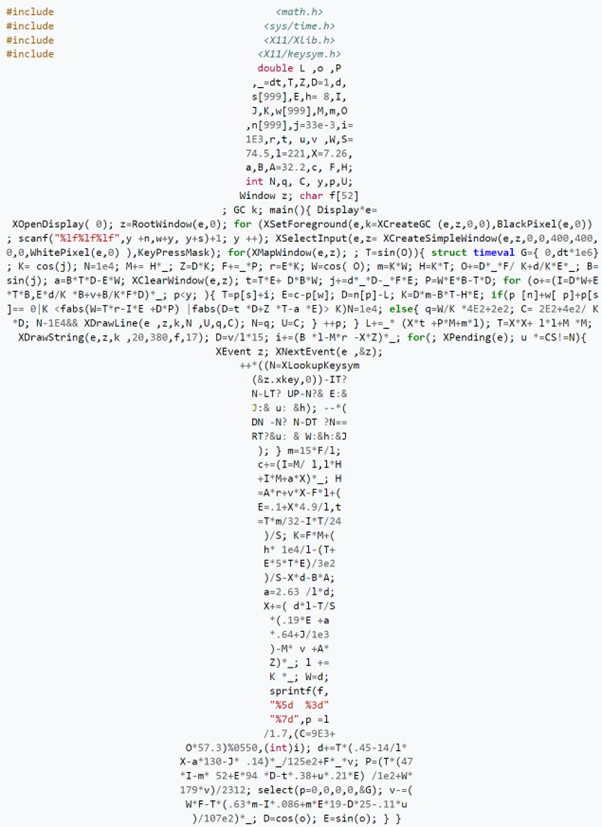 #include <math.h>
#include <sys/time.h>
#include <X11/Xlib.h>
#include <X11/keysym.h>
double L ,o ,P
,_=dt,T,Z,D=1,d,
s[999],E,h= 8,I,
J,K,w[999],M,m,O
,n[999],j=33e-3,i=
1E3,r,t, u,v ,W,S=
74.5,l=221,X=7.26,
a,B,A=32.2,c, F,H;
int N,q, C, y,p,U;
Window z; char f[52]
; GC k; main(){ Display*e=
XOpenDisplay( 0); z=RootWindow(e,0); for (XSetForeground(e,k=XCreateGC (e,z,0,0),BlackPixel(e,0))
; scanf("%lf%lf%lf",y +n,w+y, y+s)+1; y ++); XSelectInput(e,z= XCreateSimpleWindow(e,z,0,0,400,400,
0,0,WhitePixel(e,0) ),KeyPressMask); for(XMapWindow(e,z); ; T=sin(O)){ struct timeval G={ 0,dt*1e6}
; K= cos(j); N=1e4; M+= H*_; Z=D*K; F+=_*P; r=E*K; W=cos( O); m=K*W; H=K*T; O+=D*_*F/ K+d/K*E*_; B=
sin(j); a=B*T*D-E*W; XClearWindow(e,z); t=T*E+ D*B*W; j+=d*_*D-_*F*E; P=W*E*B-T*D; for (o+=(I=D*W+E
*T*B,E*d/K *B+v+B/K*F*D)*_; p<y; ){ T=p[s]+i; E=c-p[w]; D=n[p]-L; K=D*m-B*T-H*E; if(p [n]+w[ p]+p[s
]== 0|K <fabs(W=T*r-I*E +D*P) |fabs(D=t *D+Z *T-a *E)> K)N=1e4; else{ q=W/K *4E2+2e2; C= 2E2+4e2/ K
*D; N-1E4&& XDrawLine(e ,z,k,N ,U,q,C); N=q; U=C; } ++p; } L+=_* (X*t +P*M+m*l); T=X*X+ l*l+M *M;
XDrawString(e,z,k ,20,380,f,17); D=v/l*15; i+=(B *l-M*r -X*Z)*_; for(; XPending(e); u *=CS!=N){
XEvent z; XNextEvent(e ,&z);
++*((N=XLookupKeysym
(&z.xkey,0))-IT?
N-LT? UP-N?& E:&
J:& u: &h); --*(
DN -N? N-DT ?N==
RT?&u: & W:&h:&J
); } m=15*F/l;
c+=(I=M/ l,l*H
+I*M+a*X)*_; H
=A*r+v*X-F*l+(
E=.1+X*4.9/l,t
=T*m/32-I*T/24
)/S; K=F*M+(
h* 1e4/l-(T+
E*5*T*E)/3e2
)/S-X*d-B*A;
a=2.63 /l*d;
X+=( d*l-T/S
*(.19*E +a
*.64+J/1e3
)-M* v +A*
Z)*_; l +=
K *_; W=d;
sprintf(f,
"%5d  %3d"
"%7d",p =l
/1.7,(C=9E3+
O*57.3)%0550,(int)i); d+=T*(.45-14/l*
X-a*130-J* .14)*_/125e2+F*_*v; P=(T*(47
*I-m* 52+E*94 *D-t*.38+u*.21*E) /1e2+W*
179*v)/2312; select(p=0,0,0,0,&G); v-=(
W*F-T*(.63*m-I*.086+m*E*19-D*25-.11*u
)/107e2)*_; D=cos(o); E=sin(o); } }